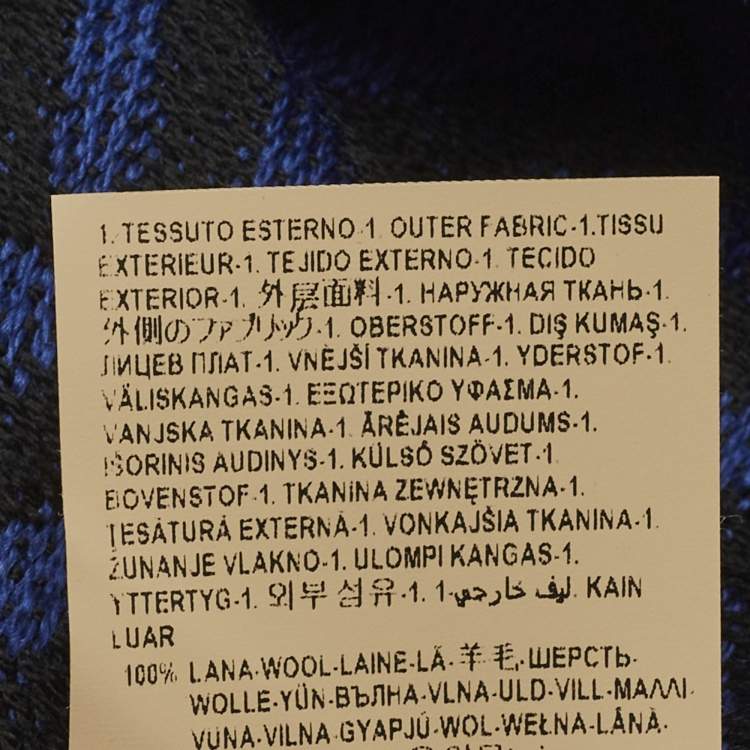 1. TESSUTO ESTERNO-1. OUTER FABRIC-1.TISSU
EXTERIEUR-1. TEJIDO EXTERNO-1. TECIDO
EXTERIOR-1. 外层面料-1. НАРУЖНАЯ ТКАНЬ-1.
外側のファブリック-1. OBERSTOFF-1. DIŞ KUMAŞ-1.
ЛИЦЕВ ПЛАТ-1. VNĚJŠÍ TKANINA-1. YDERSTOF-1.
VÄLISKANGAS-1. ΕΞΩΤΕΡΙΚΟ ΥΦΑΣΜΑ-1.
VANJSKA TKANINA-1. ĀRĒJAIS AUDUMS-1.
IŠORINIS AUDINYS-1. KÜLSŐ SZÖVET-1.
BOVENSTOF-1. TKANINA ZEWNĘTRZNA-1.
ŢESĂTURĂ EXTERNĂ-1. VONKAJŠIA TKANINA-1.
ZUNANJE VLAKNO-1. ULOMPI KANGAS-1.
YTTERTYG-1. 외부 섬유-1. ليف خارجي-1. KAIN
LUAR
100% LANA-WOOL-LAINE-LÃ-羊毛-ШЕРСТЬ-
WOLLE-YÜN-ВЪЛНА-VLNA-ULD-VILL-ΜΑΛΛΙ-
VUNA-VILNA-GYAPJÚ-WOL-WEŁNA-LÂNĂ-